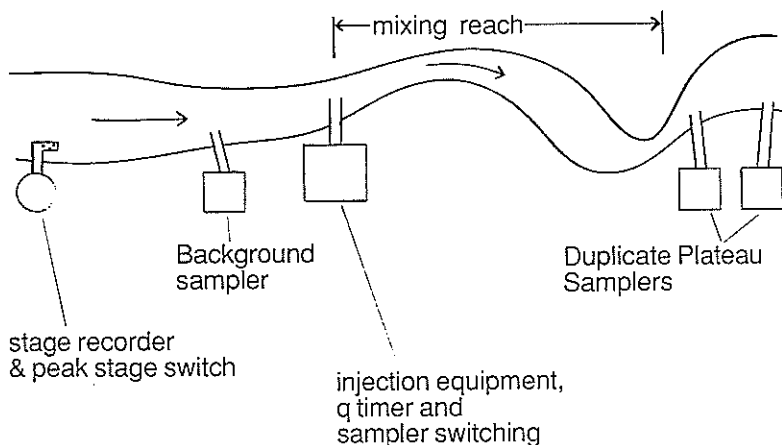 mixing reach
Background
sampler
Duplicate Plateau
Samplers
stage recorder
& peak stage switch
injection equipment,
q timer and
sampler switching